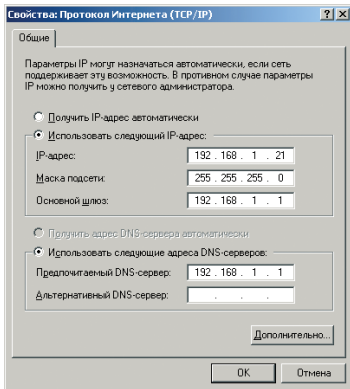 Свойства: Протокол Интернета (TCP/IP)
Общие
Параметры IP могут назначаться автоматически, если сеть
поддерживает эту возможность. В противном случае параметры
IP можно получить у сетевого администратора.
Получить IP-адрес автоматически
Использовать следующий IP-адрес:
IP-адрес: 192 . 168 . 1 . 21
Маска подсети: 255 . 255 . 255 . 0
Основной шлюз: 192 . 168 . 1 . 1
Получить адрес DNS-сервера автоматически
Использовать следующие адреса DNS-серверов:
Предпочитаемый DNS-сервер: 192 . 168 . 1 . 1
Альтернативный DNS-сервер: . . .
Дополнительно...
OK Отмена